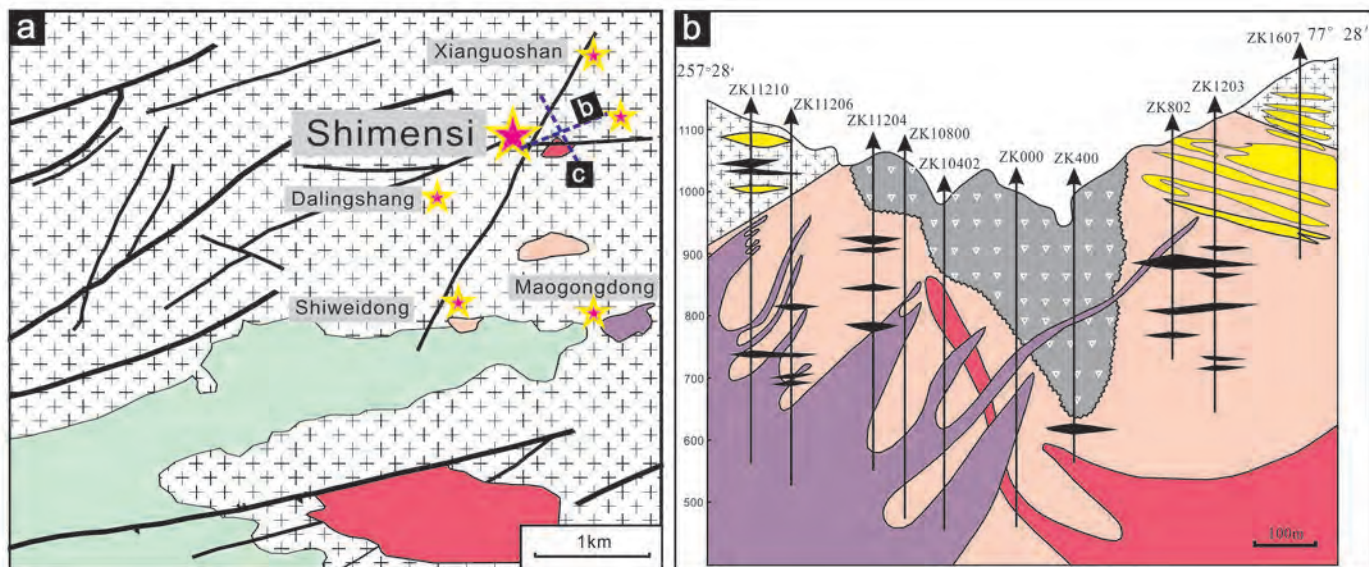 a
Xianguoshan
b
Shimensi
c
Dalingshang
Maogongdong
Shiweidong
1km
b
257°28′
77° 28′
ZK1607
ZK11210
ZK11206
ZK1203
ZK802
ZK11204
ZK10800
ZK10402
ZK000
ZK400
1100
1000
900
800
700
600
500
100m